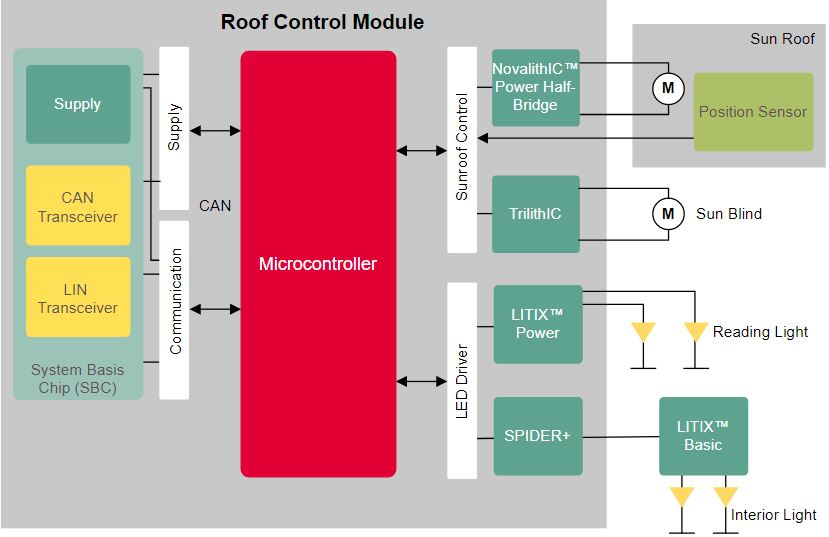 Roof Control Module
Sun Roof
Supply
CAN
Transceiver
LIN
Transceiver
System Basis
Chip (SBC)
Supply
Communication
CAN
Microcontroller
Sunroof Control
LED Driver
NovalithIC™
Power Half-
Bridge
M
Position Sensor
TrilithIC
M
Sun Blind
LITIX™
Power
Reading Light
SPIDER+
LITIX™
Basic
Interior Light